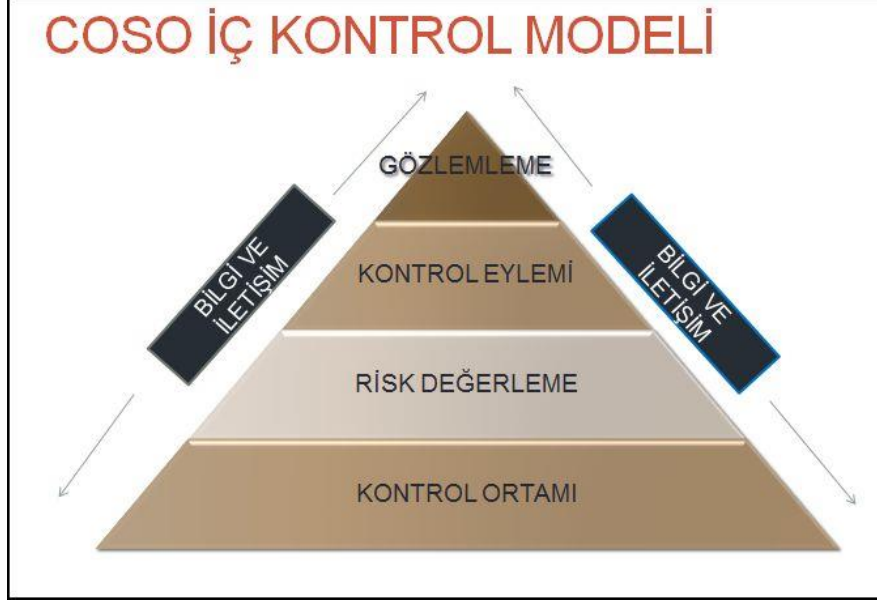 COSO İÇ KONTROL MODELİ
GÖZLEMLEME
BİLGİ VE
İLETİŞİM
BİLGİ VE
İLETİŞİM
KONTROL EYLEMİ
RİSK DEĞERLEME
KONTROL ORTAMI